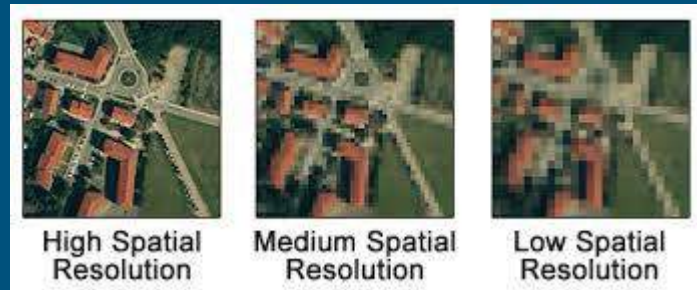 High Spatial
Resolution
Medium Spatial
Resolution
Low Spatial
Resolution